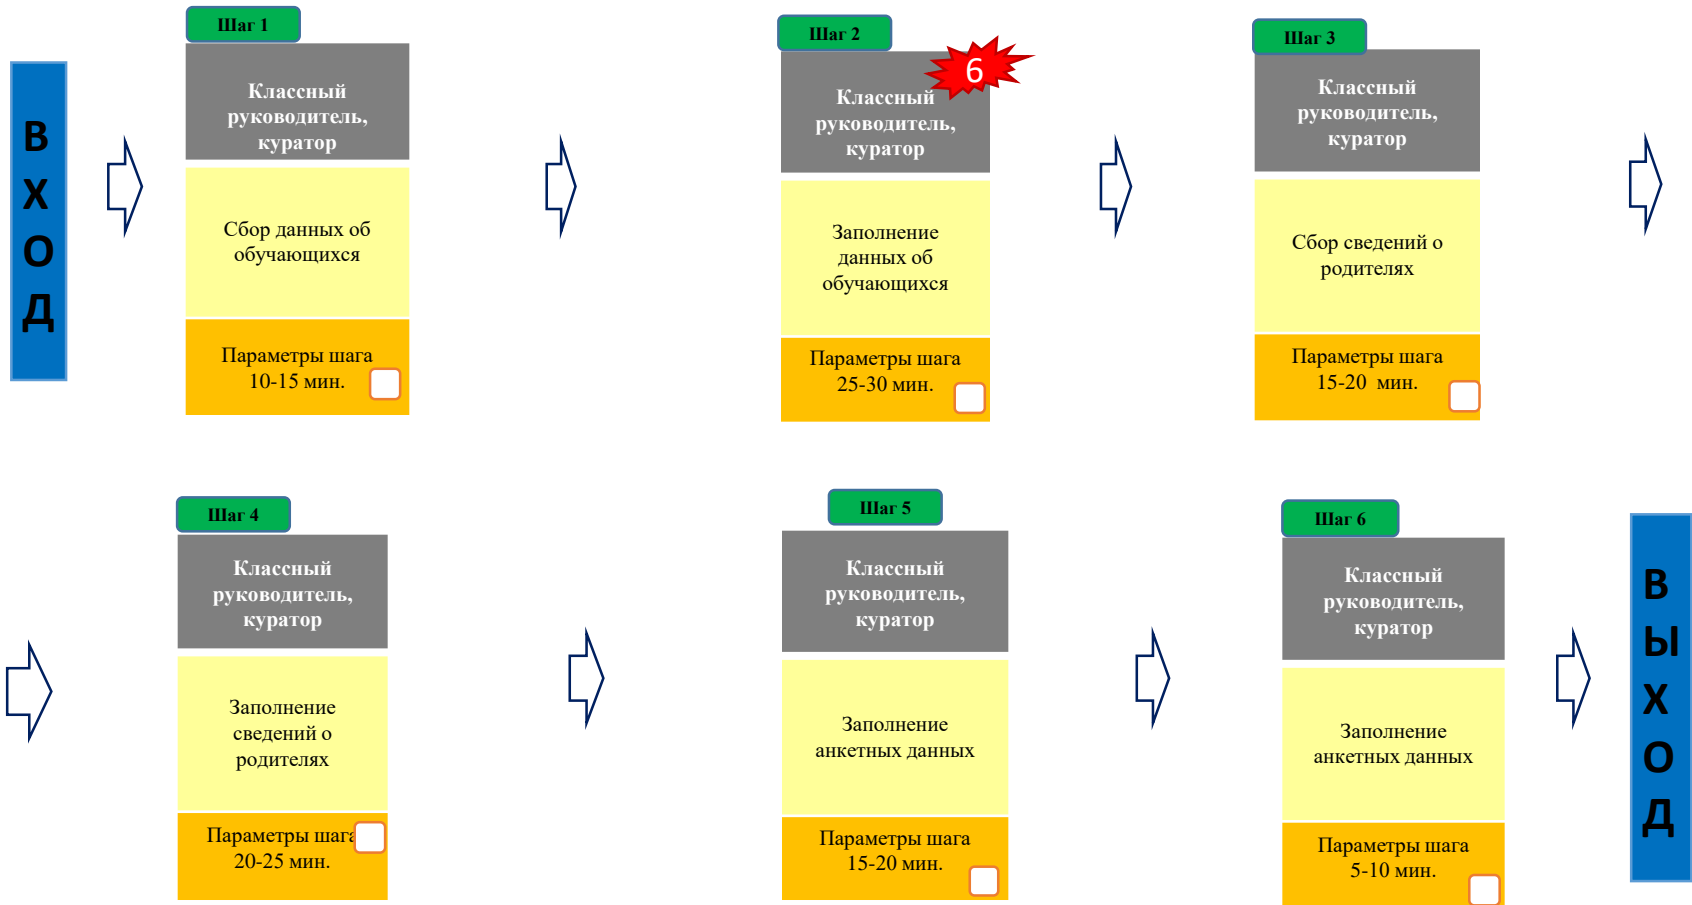 Шаг 1
Классный
руководитель,
куратор
Сбор данных об
обучающихся
Параметры шага
10-15 мин.
Шаг 2
6
Классный
руководитель,
куратор
Заполнение
данных об
обучающихся
Параметры шага
25-30 мин.
Шаг 3
Классный
руководитель,
куратор
Сбор сведений о
родителях
Параметры шага
15-20 мин.
В
Х
О
Д
Шаг 4
Классный
руководитель,
куратор
Заполнение
сведений о
родителях
Параметры шага
20-25 мин.
Шаг 5
Классный
руководитель,
куратор
Заполнение
анкетных данных
Параметры шага
15-20 мин.
Шаг 6
Классный
руководитель,
куратор
Заполнение
анкетных данных
Параметры шага
5-10 мин.
В
Ы
Х
О
Д